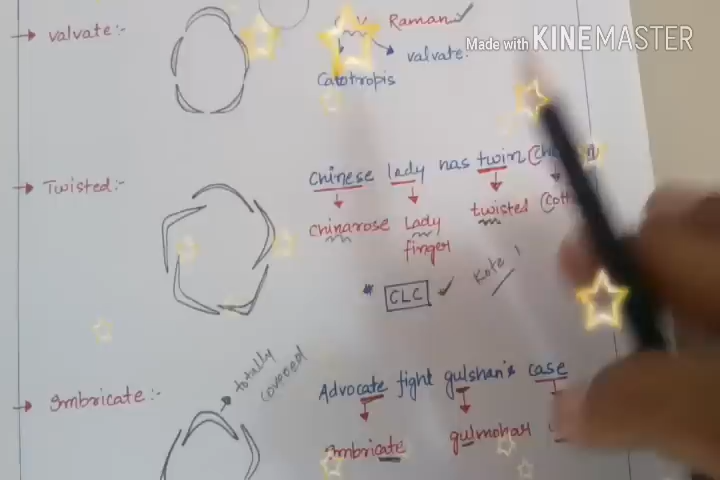 Made with KINEMASTER
→ valvate:-
Raman✓
valvate.
Catotropis
→ Twisted:-
chinese lady has twin
chinarose Lady twisted
finger
* CLC ✓
→ Imbricate:-
totally
covered
Advocate fight gulshan's case
Imbricate gulmohar